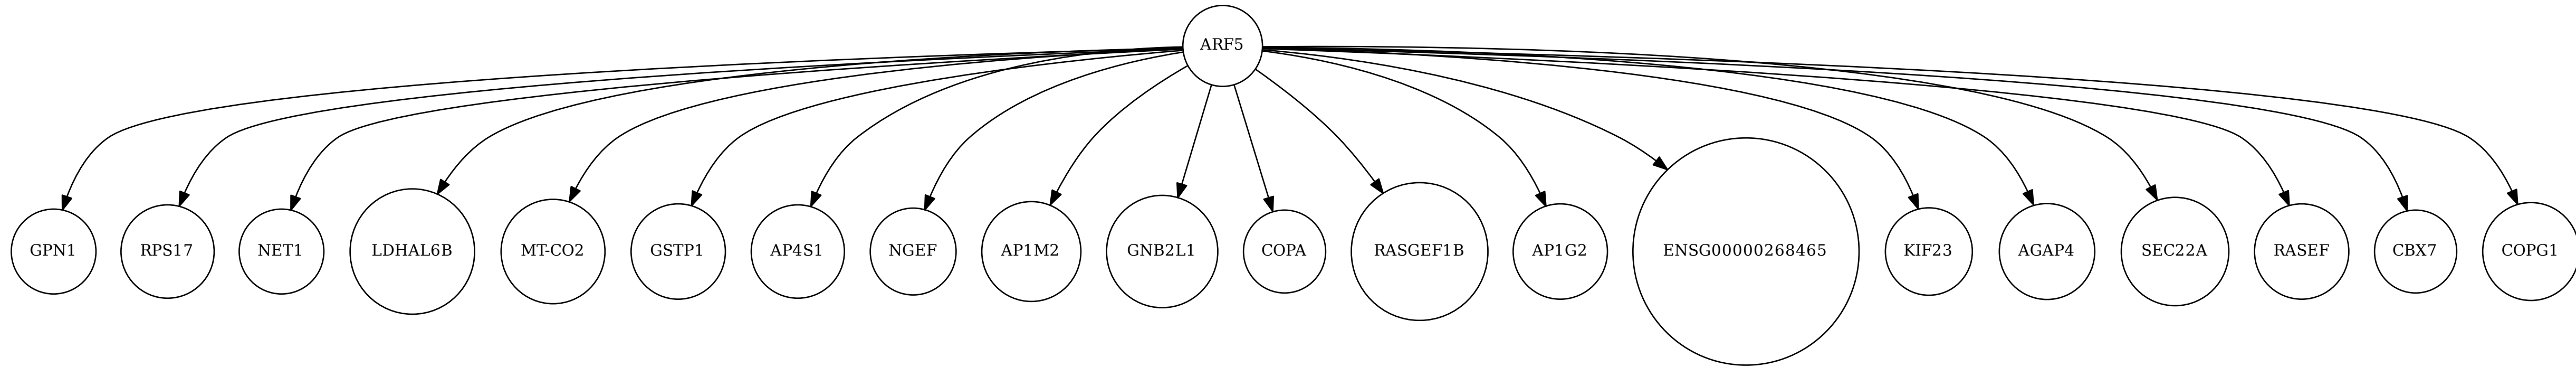 ARF5
GPN1
RPS17
NET1
LDHAL6B
MT-CO2
GSTP1
AP4S1
NGEF
AP1M2
GNB2L1
COPA
RASGEF1B
AP1G2
ENSG00000268465
KIF23
AGAP4
SEC22A
RASEF
CBX7
COPG1